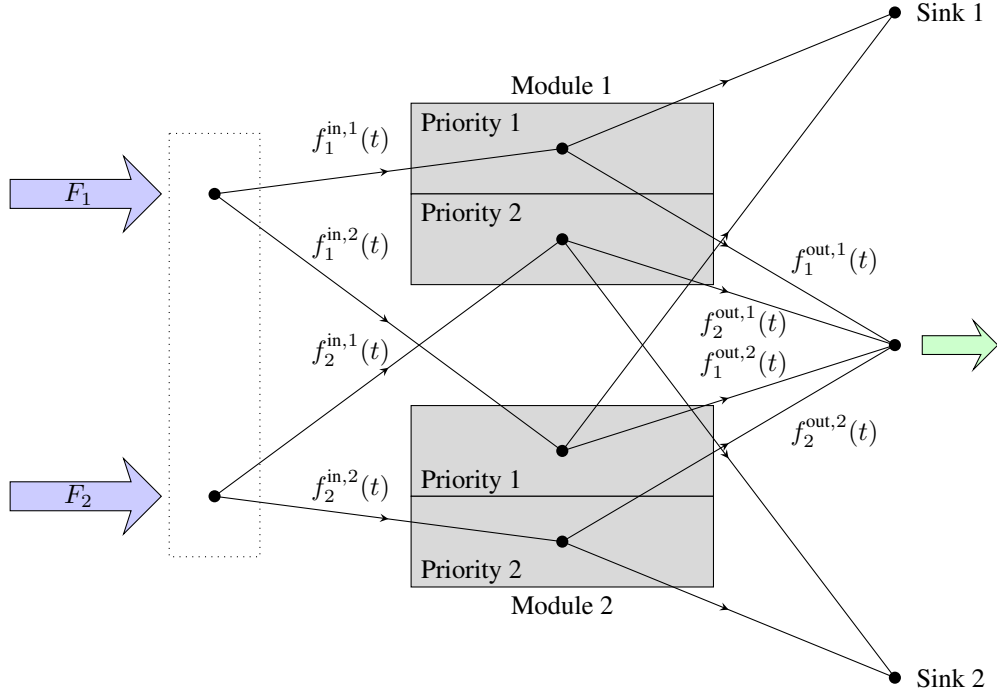 Sink 1
Module 1
Priority 1
$f_1^{\text{in},1}(t)$
$F_1$
Priority 2
$f_1^{\text{in},2}(t)$
$f_1^{\text{out},1}(t)$
$f_2^{\text{out},1}(t)$
$f_2^{\text{in},1}(t)$
$f_1^{\text{out},2}(t)$
$f_2^{\text{out},2}(t)$
Priority 1
$f_2^{\text{in},2}(t)$
$F_2$
Priority 2
Module 2
Sink 2